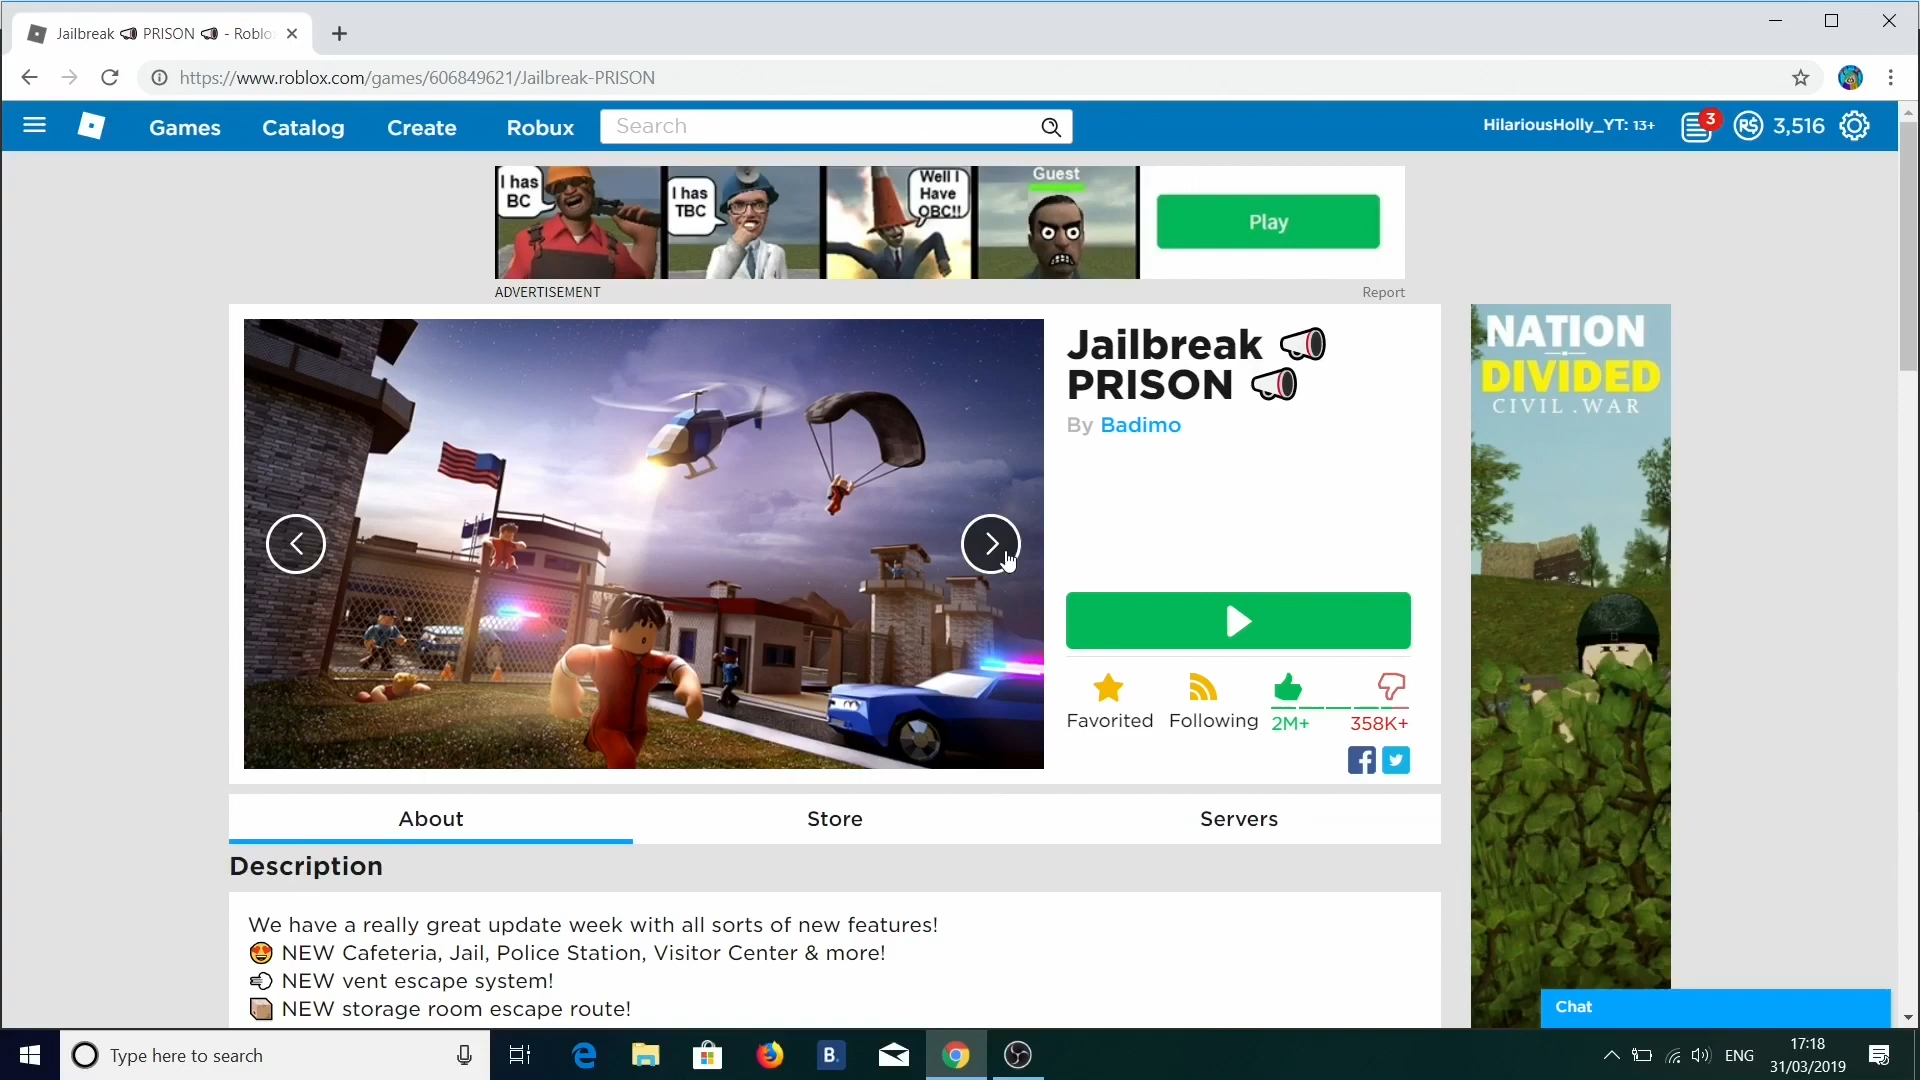 Jailbreak PRISON - Roblo
https://www.roblox.com/games/606849621/Jailbreak-PRISON
Games Catalog Create Robux Search HilariousHolly_YT: 13+ 3 R$ 3,516
I has
BC
I has
TBC
Well I
Have
OBC!!
Guest
Play
ADVERTISEMENT Report
Jailbreak
PRISON
By Badimo
Favorited Following 2M+ 358K+
NATION
DIVIDED
CIVIL.WAR
About Store Servers
Description
We have a really great update week with all sorts of new features!
😍 NEW Cafeteria, Jail, Police Station, Visitor Center & more!
💨 NEW vent escape system!
📦 NEW storage room escape route!
Chat
Type here to search
B.
ENG
17:18
31/03/2019